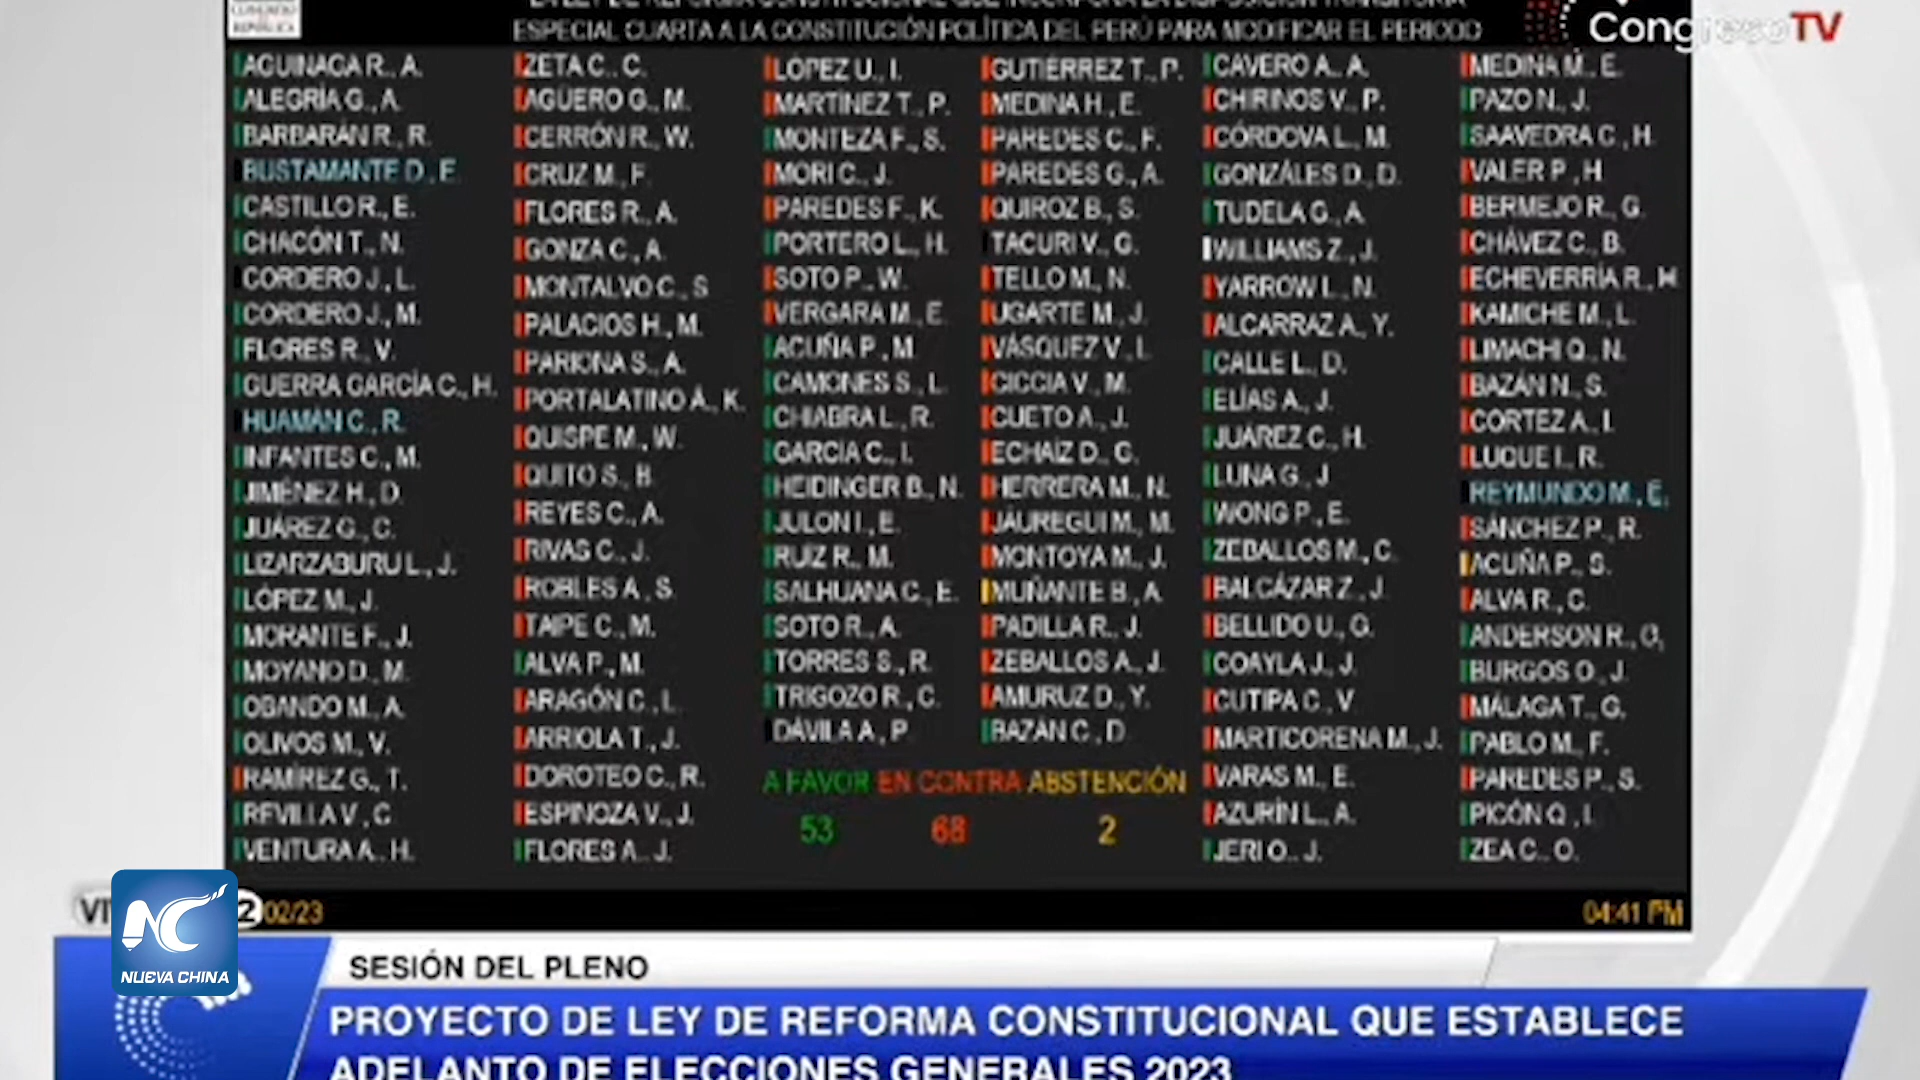 ESPECIAL CUARTA A LA CONSTITUCIÓN POLÍTICA DEL PERÚ PARA MODIFICAR EL PERIODO
CongresoTV
AGUINAGA R., A.
ALEGRÍA G., A.
BARBARÁN R., R.
BUSTAMANTE D., E.
CASTILLO R., E.
CHACÓN T., N.
CORDERO J., L.
CORDERO J., M.
FLORES R., V.
GUERRA GARCÍA C., H.
HUAMÁN C., R.
INFANTES C., M.
JIMÉNEZ H., D.
JUÁREZ G., C.
LIZARZABURU L., J.
LÓPEZ M., J.
MORANTE F., J.
MOYANO D., M.
OBANDO M., A.
OLIVOS M., V.
RAMÍREZ G., T.
REVILLA V., C.
VENTURA A., H.
ZETA C., C.
AGÜERO G., M.
CERRÓN R., W.
CRUZ M., F.
FLORES R., A.
GONZA C., A.
MONTALVO C., S
PALACIOS H., M.
PARIONA S., A.
PORTALATINO Á., K.
QUISPE M., W.
QUITO S., B.
REYES C., A.
RIVAS C., J.
ROBLES A., S.
TAIPE C., M.
ALVA P., M.
ARAGÓN C., L.
ARRIOLA T., J.
DOROTEO C., R.
ESPINOZA V., J.
FLORES A., J.
LÓPEZ U., I.
MARTÍNEZ T., P.
MONTEZA F., S.
MORI C., J.
PAREDES F., K.
PORTERO L., H.
SOTO P., W.
VERGARA M., E.
ACUÑA P., M
CAMONES S., L.
CHIABRA L., R.
GARCÍA C., I.
HEIDINGER B., N.
JULON I., E.
RUIZ R., M.
SALHUANA C., E.
SOTO R., A.
TORRES S., R.
TRIGOZO R., C.
DÁVILA A., P.
GUTIÉRREZ T., P.
MEDINA H., E.
PAREDES C., F.
PAREDES G., A.
QUIROZ B., S.
TACURI V., G.
TELLO M., N.
UGARTE M., J.
VÁSQUEZ V., L
CICCIA V., M.
CUETO A., J.
ECHAÍZ D., G.
HERRERA M., N.
JÁUREGUI M., M.
MONTOYA M., J.
MUÑANTE B., A.
PADILLA R., J.
ZEBALLOS A., J.
AMURUZ D., Y.
BAZÁN C., D.
A FAVOR EN CONTRA ABSTENCIÓN
53 68 2
CAVERO A., A.
CHIRINOS V., P.
CÓRDOVA L., M.
GONZÁLES D., D.
TUDELA G., A.
WILLIAMS Z., J.
YARROW L., N.
ALCARRAZ A., Y.
CALLE L., D.
ELÍAS A., J.
JUÁREZ C., H.
LUNA G., J
WONG P., E.
ZEBALLOS M., C.
BALCÁZAR Z., J.
BELLIDO U., G.
COAYLA J., J.
CUTIPA C., V
MARTICORENA M., J.
VARAS M., E.
AZURÍN L., A.
JERI O., J.
MEDINA M., E.
PAZO N., J.
SAAVEDRA C., H.
VALER P., H
BERMEJO R., G.
CHÁVEZ C., B.
ECHEVERRÍA R., H
KAMICHE M., L.
LIMACHI Q., N.
BAZÁN N., S.
CORTEZ A., I.
LUQUE I., R.
REYMUNDO M., E.
SÁNCHEZ P., R.
ACUÑA P., S.
ALVA R., C.
ANDERSON R., C,
BURGOS O., J.
MÁLAGA T., G.
PABLO M., F.
PAREDES P., S.
PICÓN Q., L
ZEA C., O.
VI
2 02/23
04:41 PM
NC
NUEVA CHINA
SESIÓN DEL PLENO
PROYECTO DE LEY DE REFORMA CONSTITUCIONAL QUE ESTABLECE
ADELANTO DE ELECCIONES GENERALES 2023